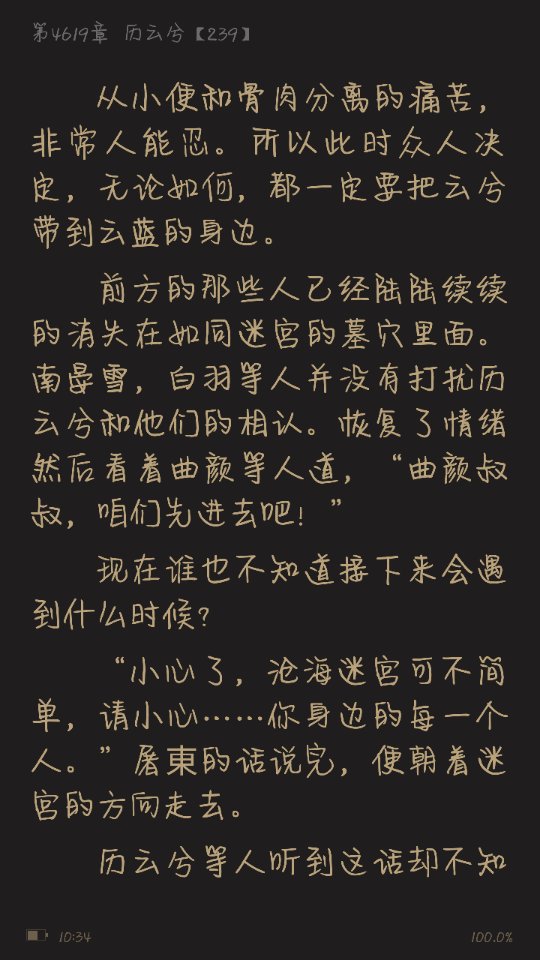 第4619章 历云兮【239】
从小便和骨肉分离的痛苦，
非常人能忍。所以此时众人决
定，无论如何，都一定要把云兮
带到云蓝的身边。
前方的那些人已经陆陆续续
的消失在如同迷宫的墓穴里面。
南晏雪，白羽等人并没有打扰历
云兮和他们的相认。恢复了情绪
然后看着曲颜等人道，“曲颜叔
叔，咱们先进去吧！”
现在谁也不知道接下来会遇
到什么时候？
“小心了，沧海迷宫可不简
单，请小心……你身边的每一个
人。”屠東的话说完，便朝着迷
宫的方向走去。
历云兮等人听到这话却不知
10:34
100.0%